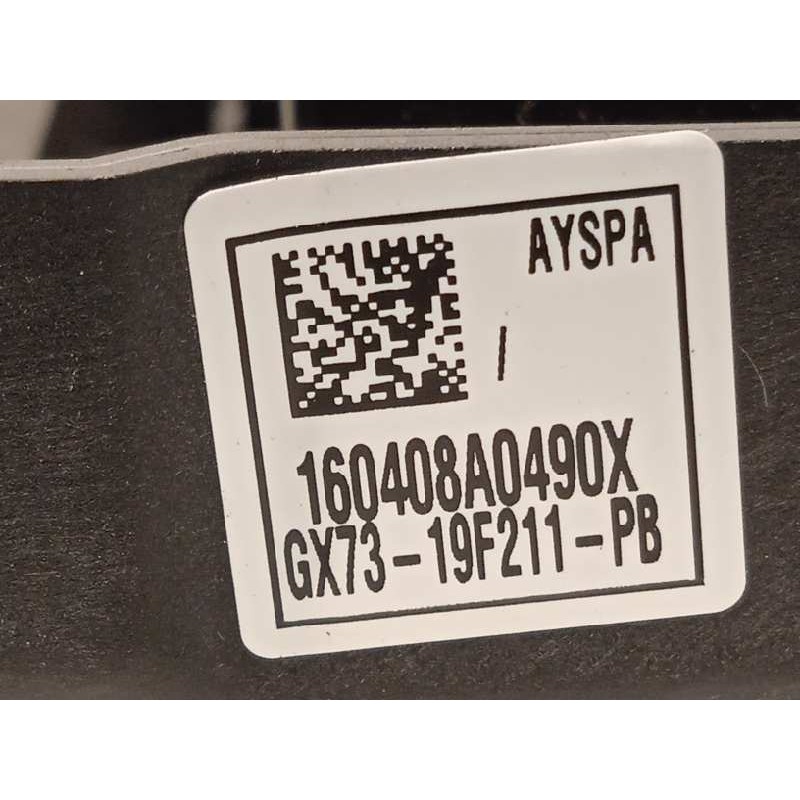 AYSPA
/
160408A0490X
GX73-19F211-PB